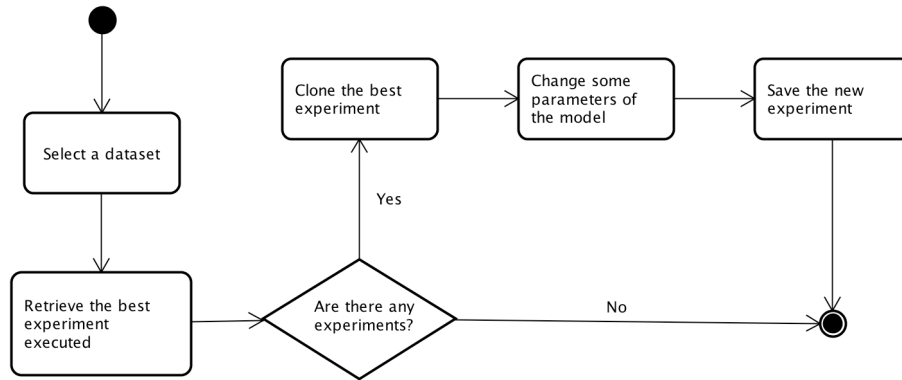 Select a dataset
Retrieve the best
experiment
executed
Are there any
experiments?
Yes
No
Clone the best
experiment
Change some
parameters of
the model
Save the new
experiment